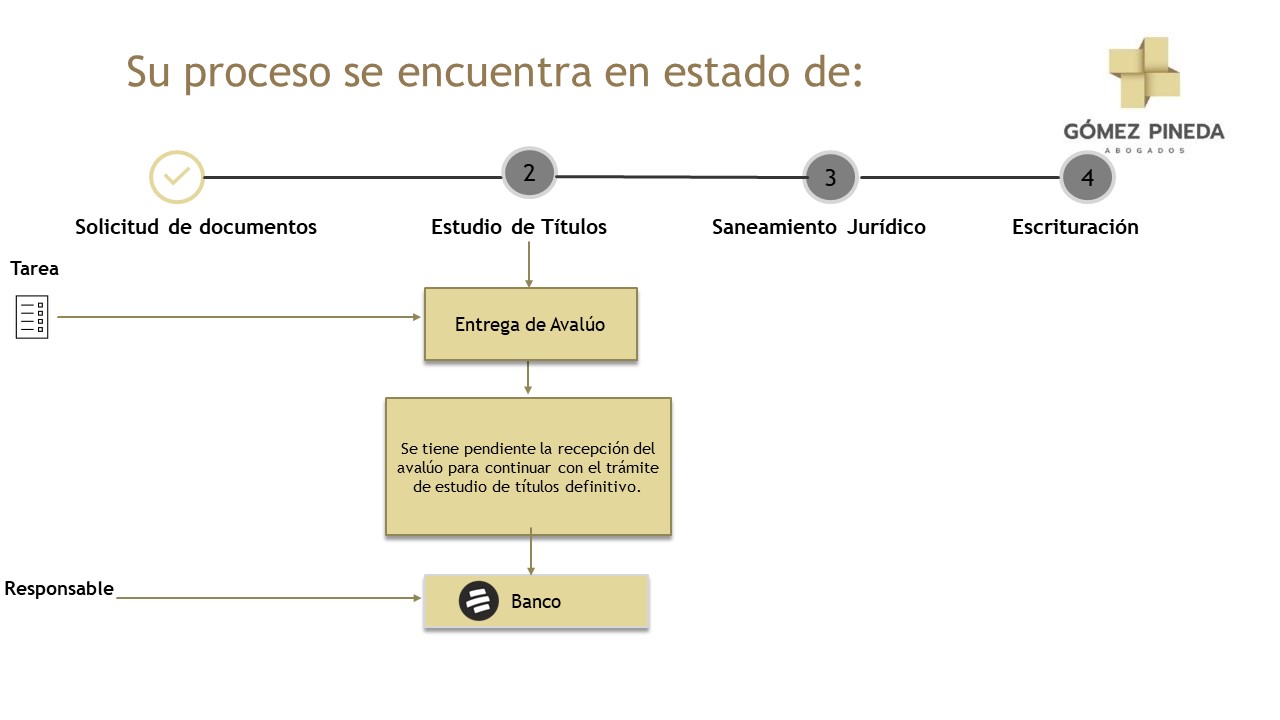 Su proceso se encuentra en estado de:
GÓMEZ PINEDA
ABOGADOS
2
3
4
Solicitud de documentos
Estudio de Títulos
Saneamiento Jurídico
Escrituración
Tarea
Entrega de Avalúo
Se tiene pendiente la recepción del
avalúo para continuar con el trámite
de estudio de títulos definitivo.
Responsable
Banco